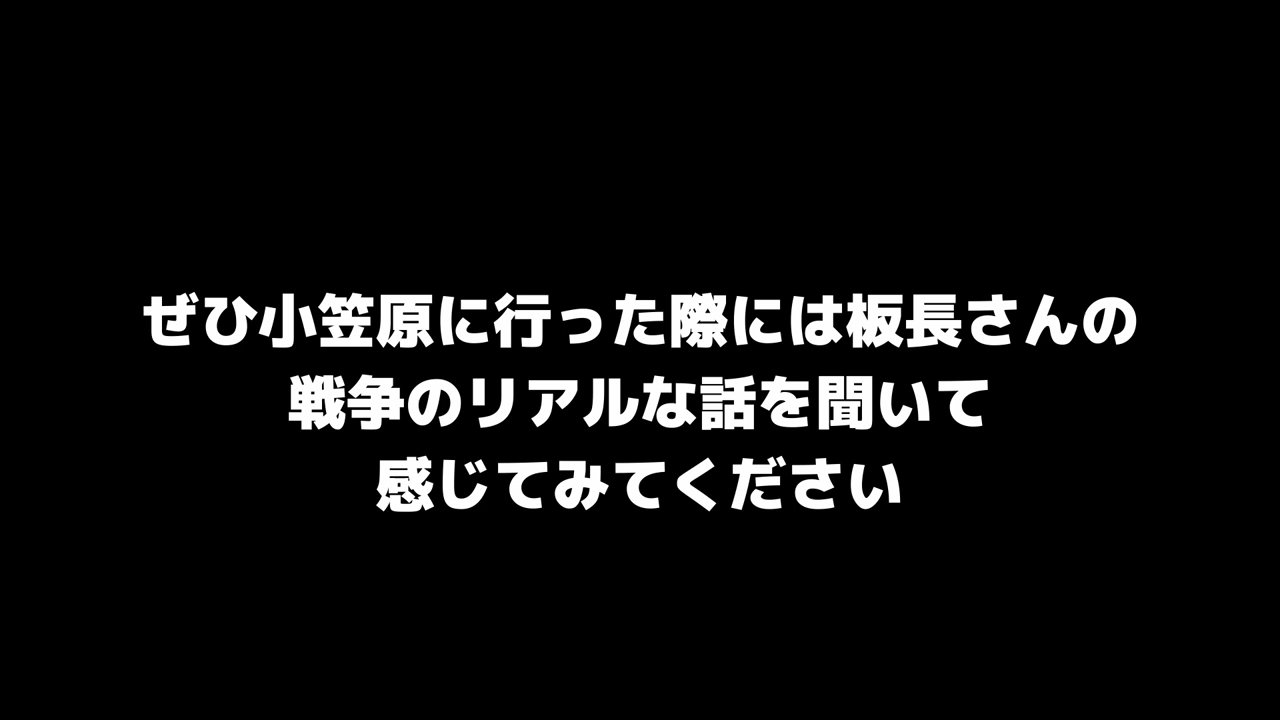 ぜひ小笠原に行った際には板長さんの
戦争のリアルな話を聞いて
感じてみてください